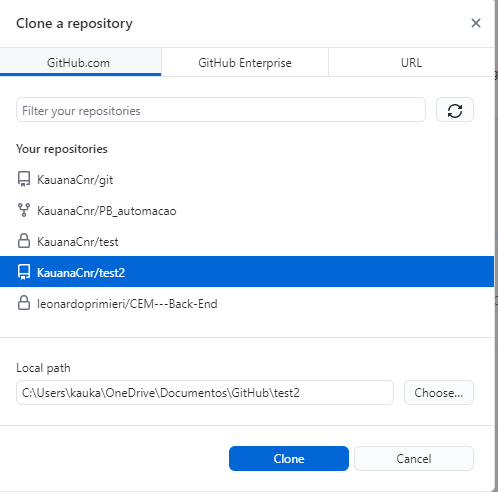 Clone a repository
GitHub.com
GitHub Enterprise
URL
Filter your repositories
Your repositories
KauanaCnr/git
KauanaCnr/PB_automacao
KauanaCnr/test
KauanaCnr/test2
leonardoprimieri/CEM---Back-End
Local path
C:\Users\kauka\OneDrive\Documentos\GitHub\test2
Choose...
Clone
Cancel